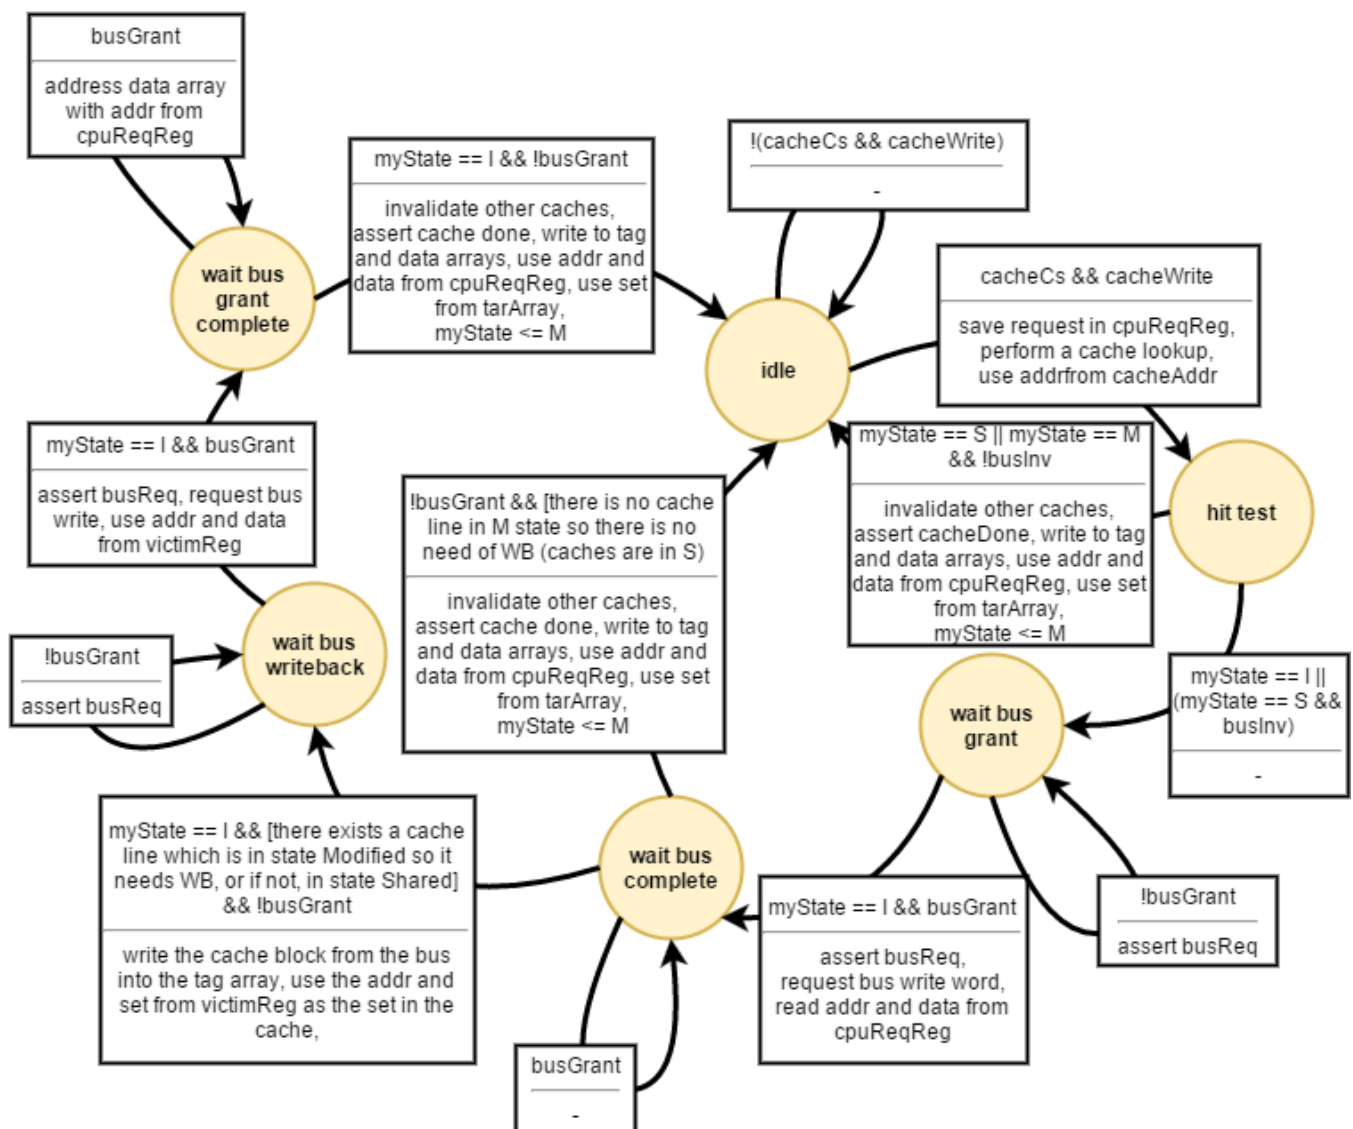 busGrant
address data array
with addr from
cpuReqReg
wait bus
grant
complete
myState == I && !busGrant
invalidate other caches,
assert cache done, write to tag
and data arrays, use addr and
data from cpuReqReg, use set
from tarArray,
myState <= M
!(cacheCs && cacheWrite)
-
idle
cacheCs && cacheWrite
save request in cpuReqReg,
perform a cache lookup,
use addrfrom cacheAddr
hit test
myState == S || myState == M
&& !busInv
invalidate other caches,
assert cacheDone, write to tag
and data arrays, use addr and
data from cpuReqReg, use set
from tarArray,
myState <= M
myState == I && busGrant
assert busReq, request bus
write, use addr and data
from victimReg
!busGrant && [there is no cache
line in M state so there is no
need of WB (caches are in S)
invalidate other caches,
assert cache done, write to tag
and data arrays, use addr and
data from cpuReqReg, use set
from tarArray,
myState <= M
wait bus
writeback
!busGrant
assert busReq
wait bus
grant
myState == I ||
(myState == S &&
busInv)
-
myState == I && [there exists a cache
line which is in state Modified so it
needs WB, or if not, in state Shared]
&& !busGrant
write the cache block from the bus
into the tag array, use the addr and
set from victimReg as the set in the
cache,
wait bus
complete
myState == I && busGrant
assert busReq,
request bus write word,
read addr and data from
cpuReqReg
!busGrant
assert busReq
busGrant
-